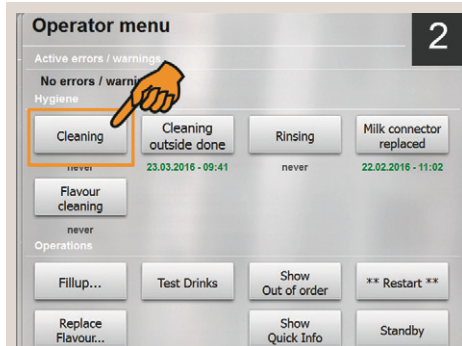 Operator menu
2
Active errors / warnings
No errors / warni
Hygiene
Cleaning
Cleaning
outside done
Rinsing
Milk connector
replaced
never
23.03.2016 - 09:41
never
22.02.2016 - 11:02
Flavour
cleaning
never
Operations
Fillup...
Test Drinks
Show
Out of order
** Restart **
Replace
Flavour...
Show
Quick Info
Standby